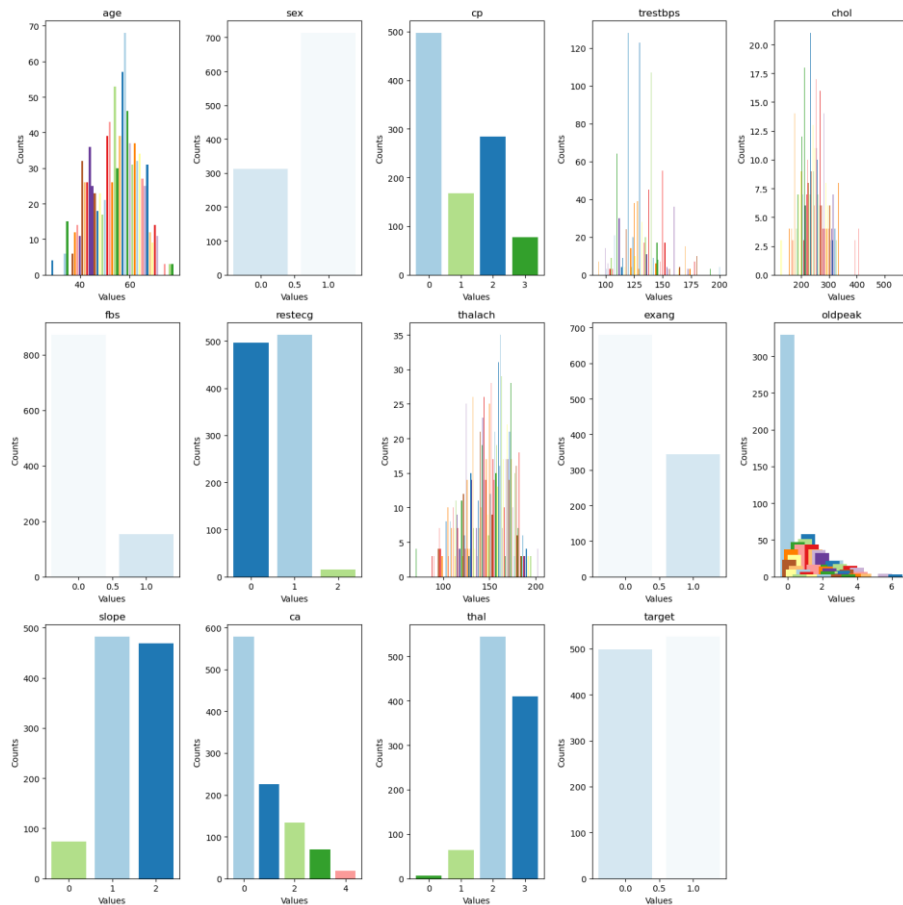 age
70
60
50
40
30
20
10
0
Counts
40 60
Values
sex
700
600
500
400
300
200
100
0
Counts
0.0 0.5 1.0
Values
cp
500
400
300
200
100
0
Counts
0 1 2 3
Values
trestbps
120
100
80
60
40
20
0
Counts
100 125 150 175 200
Values
chol
20.0
17.5
15.0
12.5
10.0
7.5
5.0
2.5
0.0
Counts
200 300 400 500
Values
fbs
800
600
400
200
0
Counts
0.0 0.5 1.0
Values
restecg
500
400
300
200
100
0
Counts
0 1 2
Values
thalach
35
30
25
20
15
10
5
0
Counts
100 150 200
Values
exang
700
600
500
400
300
200
100
0
Counts
0.0 0.5 1.0
Values
oldpeak
300
250
200
150
100
50
0
Counts
0 2 4 6
Values
slope
500
400
300
200
100
0
Counts
0 1 2
Values
ca
600
500
400
300
200
100
0
Counts
0 2 4
Values
thal
500
400
300
200
100
0
Counts
0 1 2 3
Values
target
500
400
300
200
100
0
Counts
0.0 0.5 1.0
Values